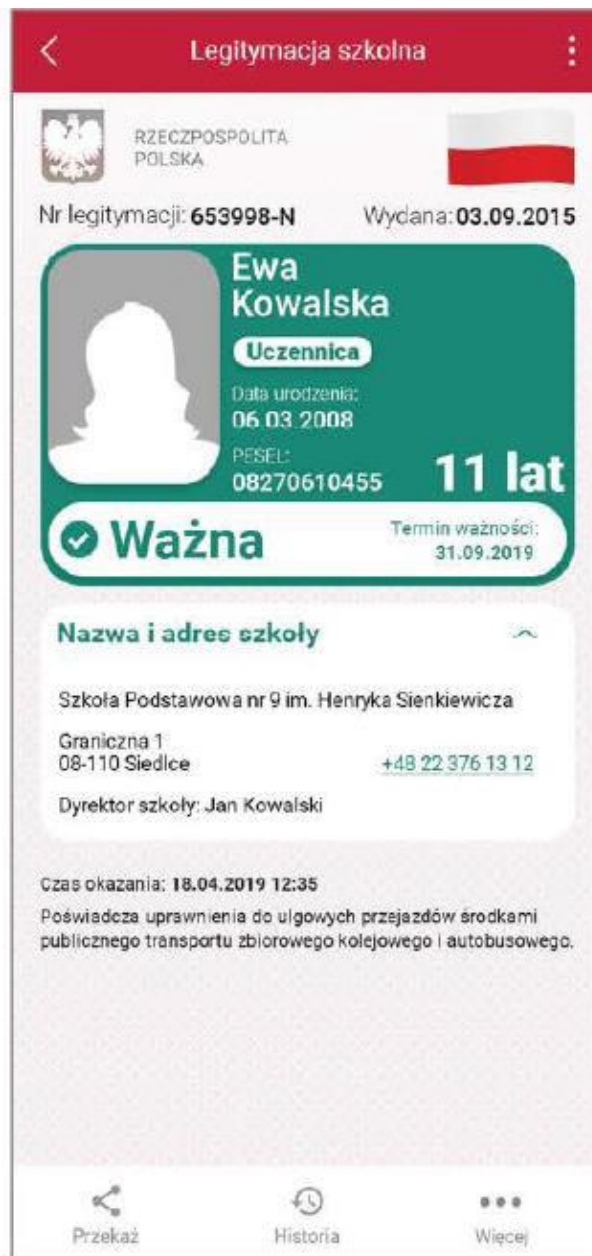 Legitymacja szkolna
RZECZPOSPOLITA
POLSKA
Nr legitymacji: 653998-N Wydana: 03.09.2015
Ewa
Kowalska
Uczennica
Data urodzenia:
06.03.2008
PESEL:
08270610455
11 lat
Ważna
Termin ważności:
31.09.2019
Nazwa i adres szkoły
Szkoła Podstawowa nr 9 im. Henryka Sienkiewicza
Graniczna 1
08-110 Siedlce
+48 22 376 13 12
Dyrektor szkoły: Jan Kowalski
Czas okazania: 18.04.2019 12:35
Poświadcza uprawnienia do ulgowych przejazdów środkami
publicznego transportu zbiorowego kolejowego i autobusowego.
Przekaż
Historia
Więcej